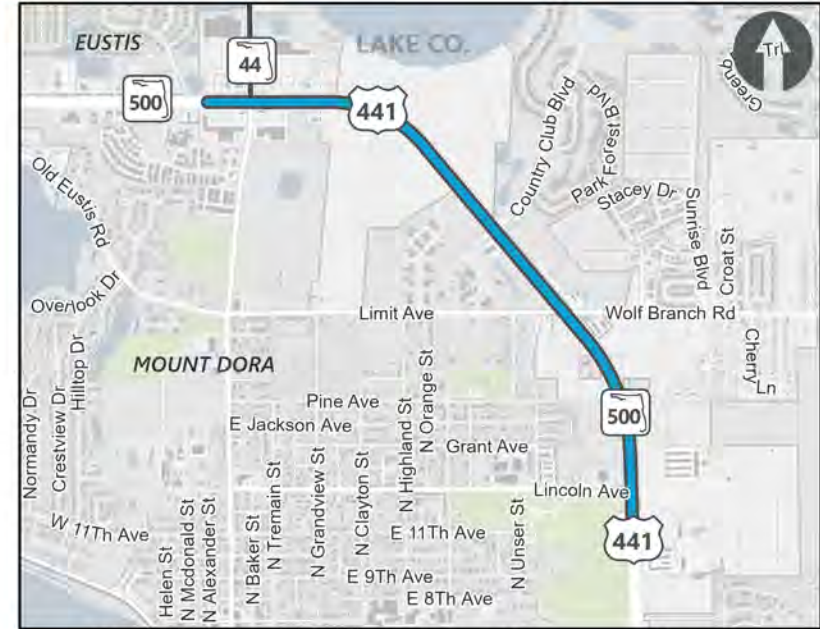 EUSTIS
LAKE CO.
44
500
441
Trl
Greenb
Country Club Blvd
Park Forest Blvd
Stacey Dr
Sunrise Blvd
Croat St
Old Eustis Rd
Overlook Dr
Limit Ave
Wolf Branch Rd
Hilltop Dr
MOUNT DORA
Cherry Ln
Pine Ave
500
E Jackson Ave
N Highland St
N Orange St
Grant Ave
Normandy Dr
Crestview Dr
Lincoln Ave
W 11Th Ave
Helen St
N Mcdonald St
N Alexander St
N Baker St
N Tremain St
N Grandview St
N Clayton St
E 11Th Ave
N Unser St
441
E 9Th Ave
E 8Th Ave